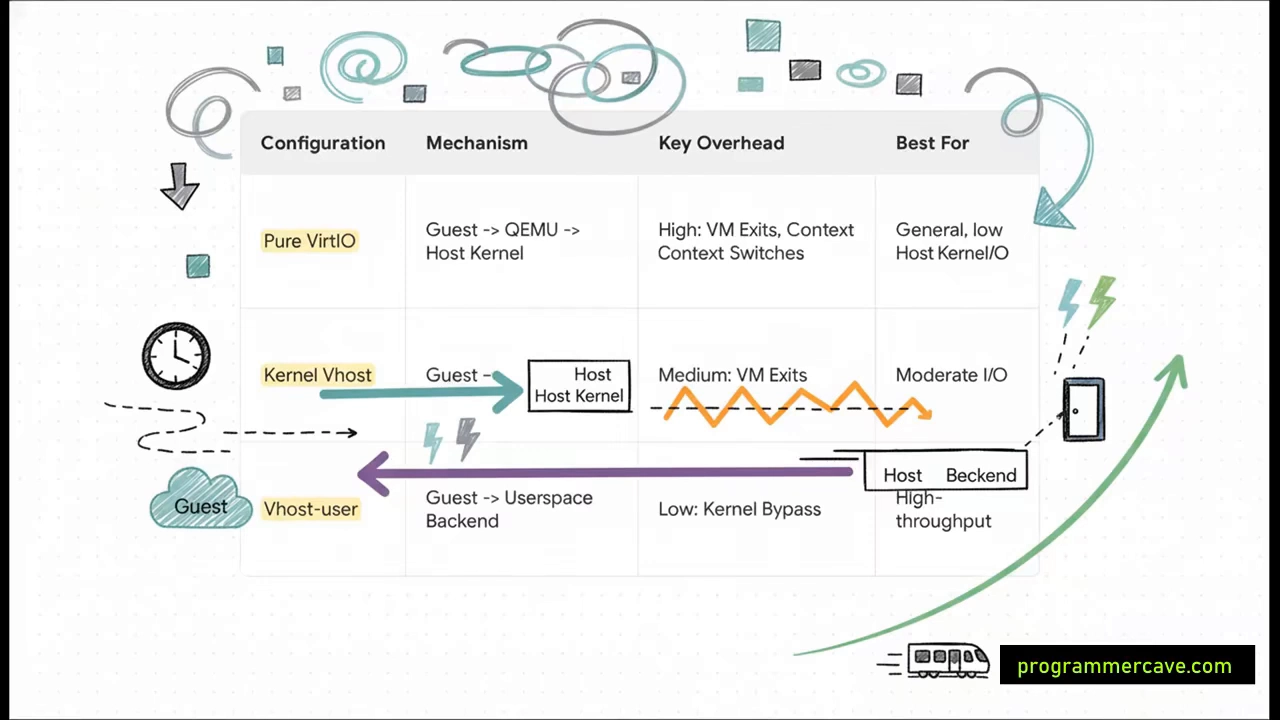 Configuration
Mechanism
Key Overhead
Best For
Pure VirtIO
Guest -> QEMU ->
Host Kernel
High: VM Exits, Context
Context Switches
General, low
Host Kernel/O
Kernel Vhost
Guest -
Host
Host Kernel
Medium: VM Exits
Moderate I/O
Guest
Vhost-user
Guest -> Userspace
Backend
Low: Kernel Bypass
Host Beckend
High-
throughput
programmercave.com